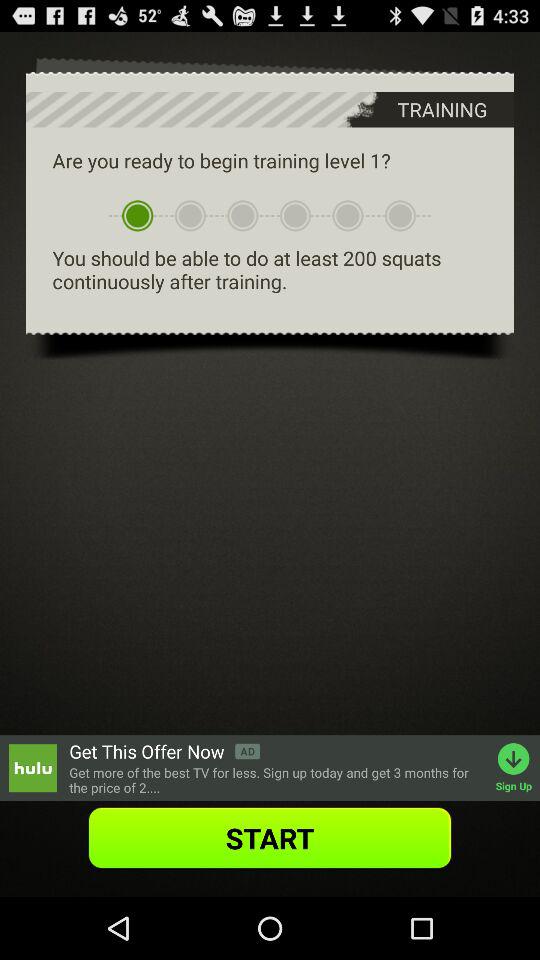 52° 4:33
TRAINING
Are you ready to begin training level 1?
You should be able to do at least 200 squats
continuously after training.
hulu
Get This Offer Now AD
Get more of the best TV for less. Sign up today and get 3 months for
the price of 2....
Sign Up
START